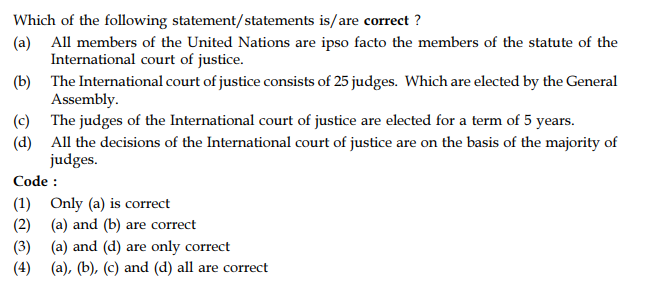 Which of the following statement/statements is/are correct ?
(a) All members of the United Nations are ipso facto the members of the statute of the
International court of justice.
(b) The International court of justice consists of 25 judges. Which are elected by the General
Assembly.
(c) The judges of the International court of justice are elected for a term of 5 years.
(d) All the decisions of the International court of justice are on the basis of the majority of
judges.
Code :
(1) Only (a) is correct
(2) (a) and (b) are correct
(3) (a) and (d) are only correct
(4) (a), (b), (c) and (d) all are correct